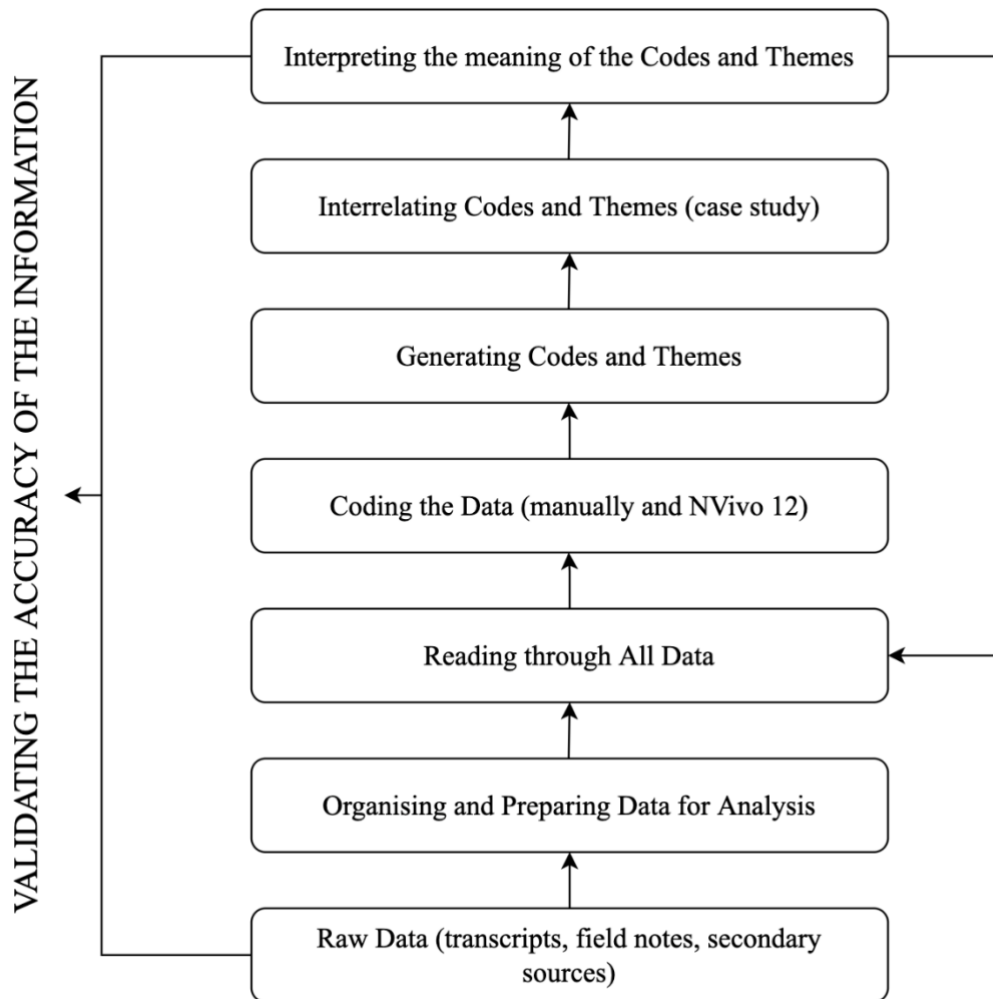 VALIDATING THE ACCURACY OF THE INFORMATION
Interpreting the meaning of the Codes and Themes
Interrelating Codes and Themes (case study)
Generating Codes and Themes
Coding the Data (manually and NVivo 12)
Reading through All Data
Organising and Preparing Data for Analysis
Raw Data (transcripts, field notes, secondary
sources)